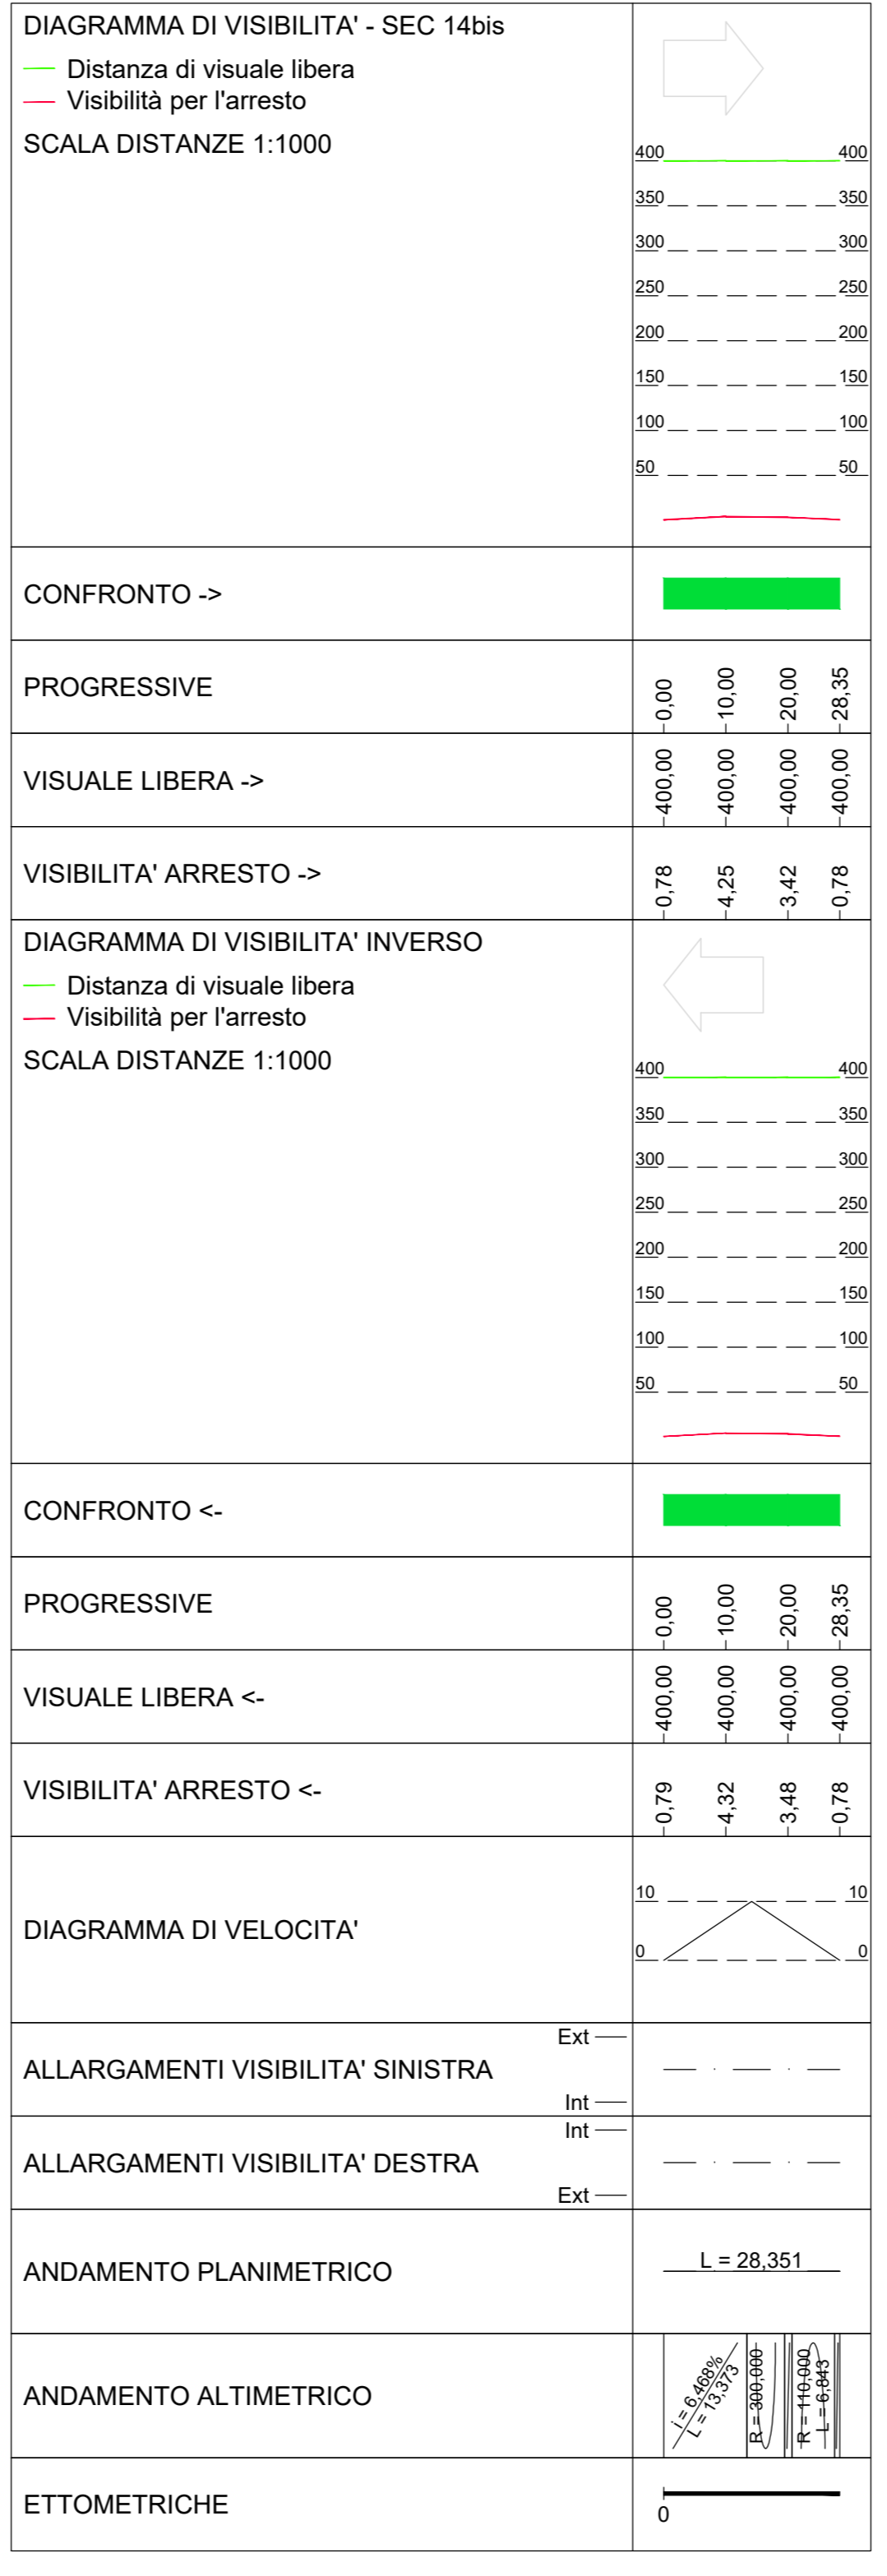 DIAGRAMMA DI VISIBILITA' - SEC 14bis
Distanza di visuale libera
Visibilità per l'arresto
SCALA DISTANZE 1:1000
400 400
350 350
300 300
250 250
200 200
150 150
100 100
50 50
CONFRONTO ->
PROGRESSIVE
0,00 10,00 20,00 28,35
VISUALE LIBERA ->
400,00 400,00 400,00 400,00
VISIBILITA' ARRESTO ->
0,78 4,25 3,42 0,78
DIAGRAMMA DI VISIBILITA' INVERSO
Distanza di visuale libera
Visibilità per l'arresto
SCALA DISTANZE 1:1000
400 400
350 350
300 300
250 250
200 200
150 150
100 100
50 50
CONFRONTO <-
PROGRESSIVE
0,00 10,00 20,00 28,35
VISUALE LIBERA <-
400,00 400,00 400,00 400,00
VISIBILITA' ARRESTO <-
0,79 4,32 3,48 0,78
DIAGRAMMA DI VELOCITA'
10 10
0 0
ALLARGAMENTI VISIBILITA' SINISTRA
Ext
Int
ALLARGAMENTI VISIBILITA' DESTRA
Int
Ext
ANDAMENTO PLANIMETRICO
L = 28,351
ANDAMENTO ALTIMETRICO
i = 6,468%
L = 13,373
R = 300,000
R = 110,000
L = 6,843
ETTOMETRICHE
0